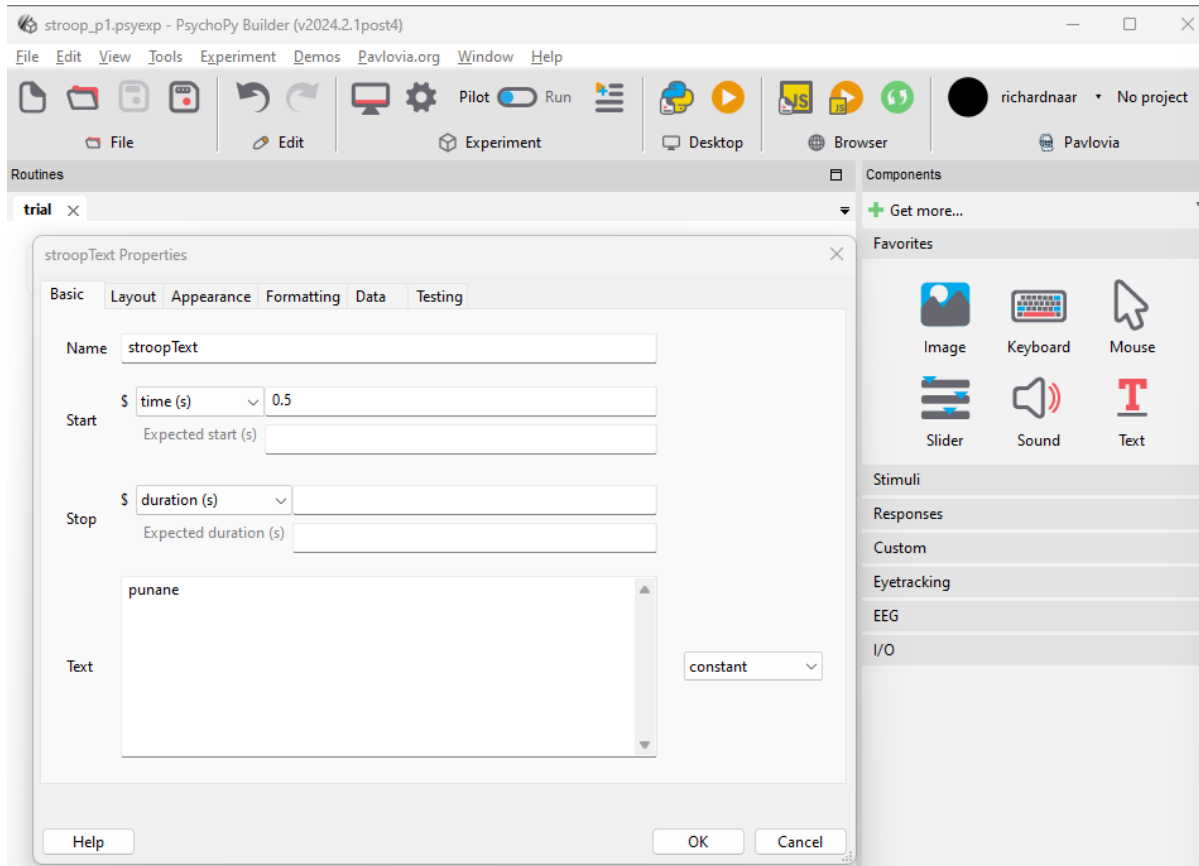 stroop_p1.psyexp - PsychoPy Builder (v2024.2.1post4)
File Edit View Tools Experiment Demos Pavlovia.org Window Help
Pilot Run JS JS richardnaar No project
File Edit Experiment Desktop Browser Pavlovia
Routines
Components
trial
Get more...
Favorites
Image Keyboard Mouse
Slider Sound Text
Stimuli
Responses
Custom
Eyetracking
EEG
I/O
stroopText Properties
Basic Layout Appearance Formatting Data Testing
Name stroopText
Start $ time (s) 0.5
Expected start (s)
Stop $ duration (s)
Expected duration (s)
Text punane constant
Help OK Cancel